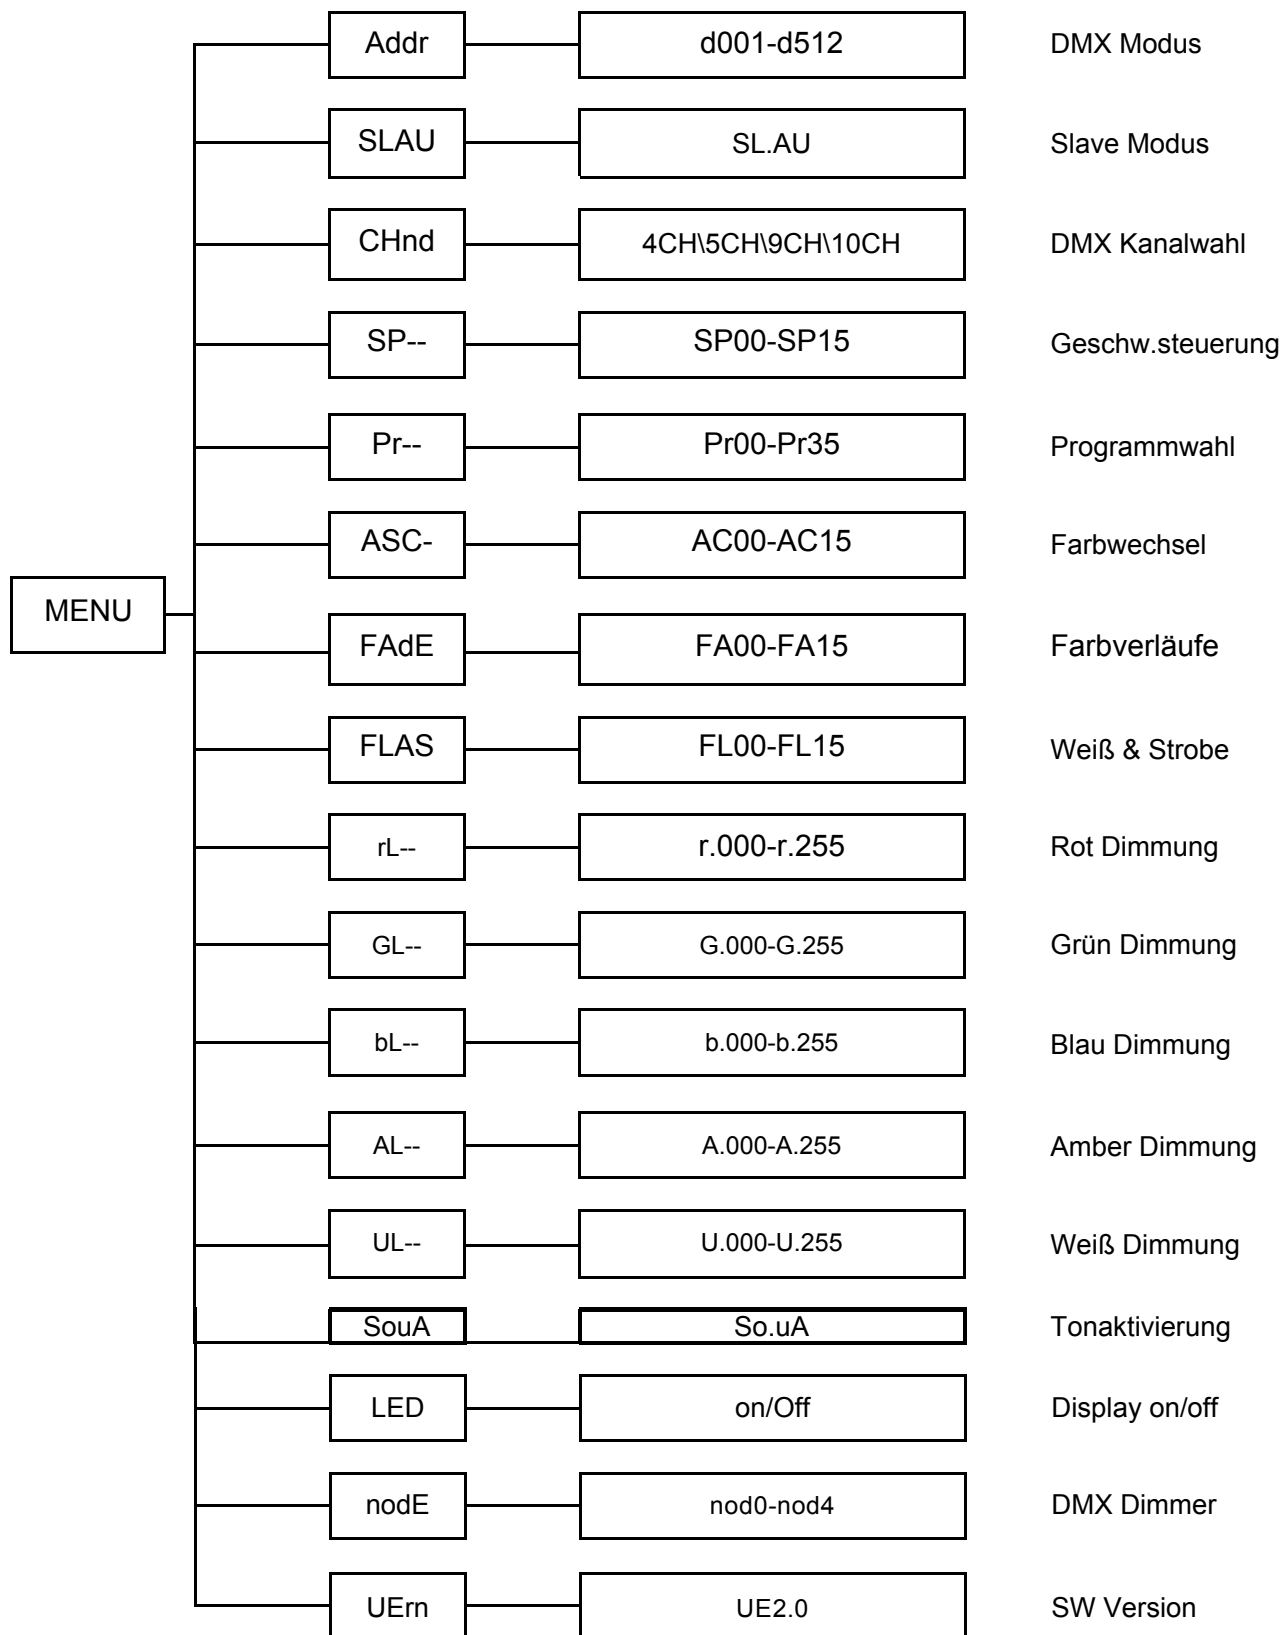 Addr d001-d512 DMX Modus
SLAU SL.AU Slave Modus
CHnd 4CH\5CH\9CH\10CH DMX Kanalwahl
SP-- SP00-SP15 Geschw.steuerung
Pr-- Pr00-Pr35 Programmwahl
ASC- AC00-AC15 Farbwechsel
MENU
FAdE FA00-FA15 Farbverläufe
FLAS FL00-FL15 Weiß & Strobe
rL-- r.000-r.255 Rot Dimmung
GL-- G.000-G.255 Grün Dimmung
bL-- b.000-b.255 Blau Dimmung
AL-- A.000-A.255 Amber Dimmung
UL-- U.000-U.255 Weiß Dimmung
SouA So.uA Tonaktivierung
LED on/Off Display on/off
nodE nod0-nod4 DMX Dimmer
UErn UE2.0 SW Version